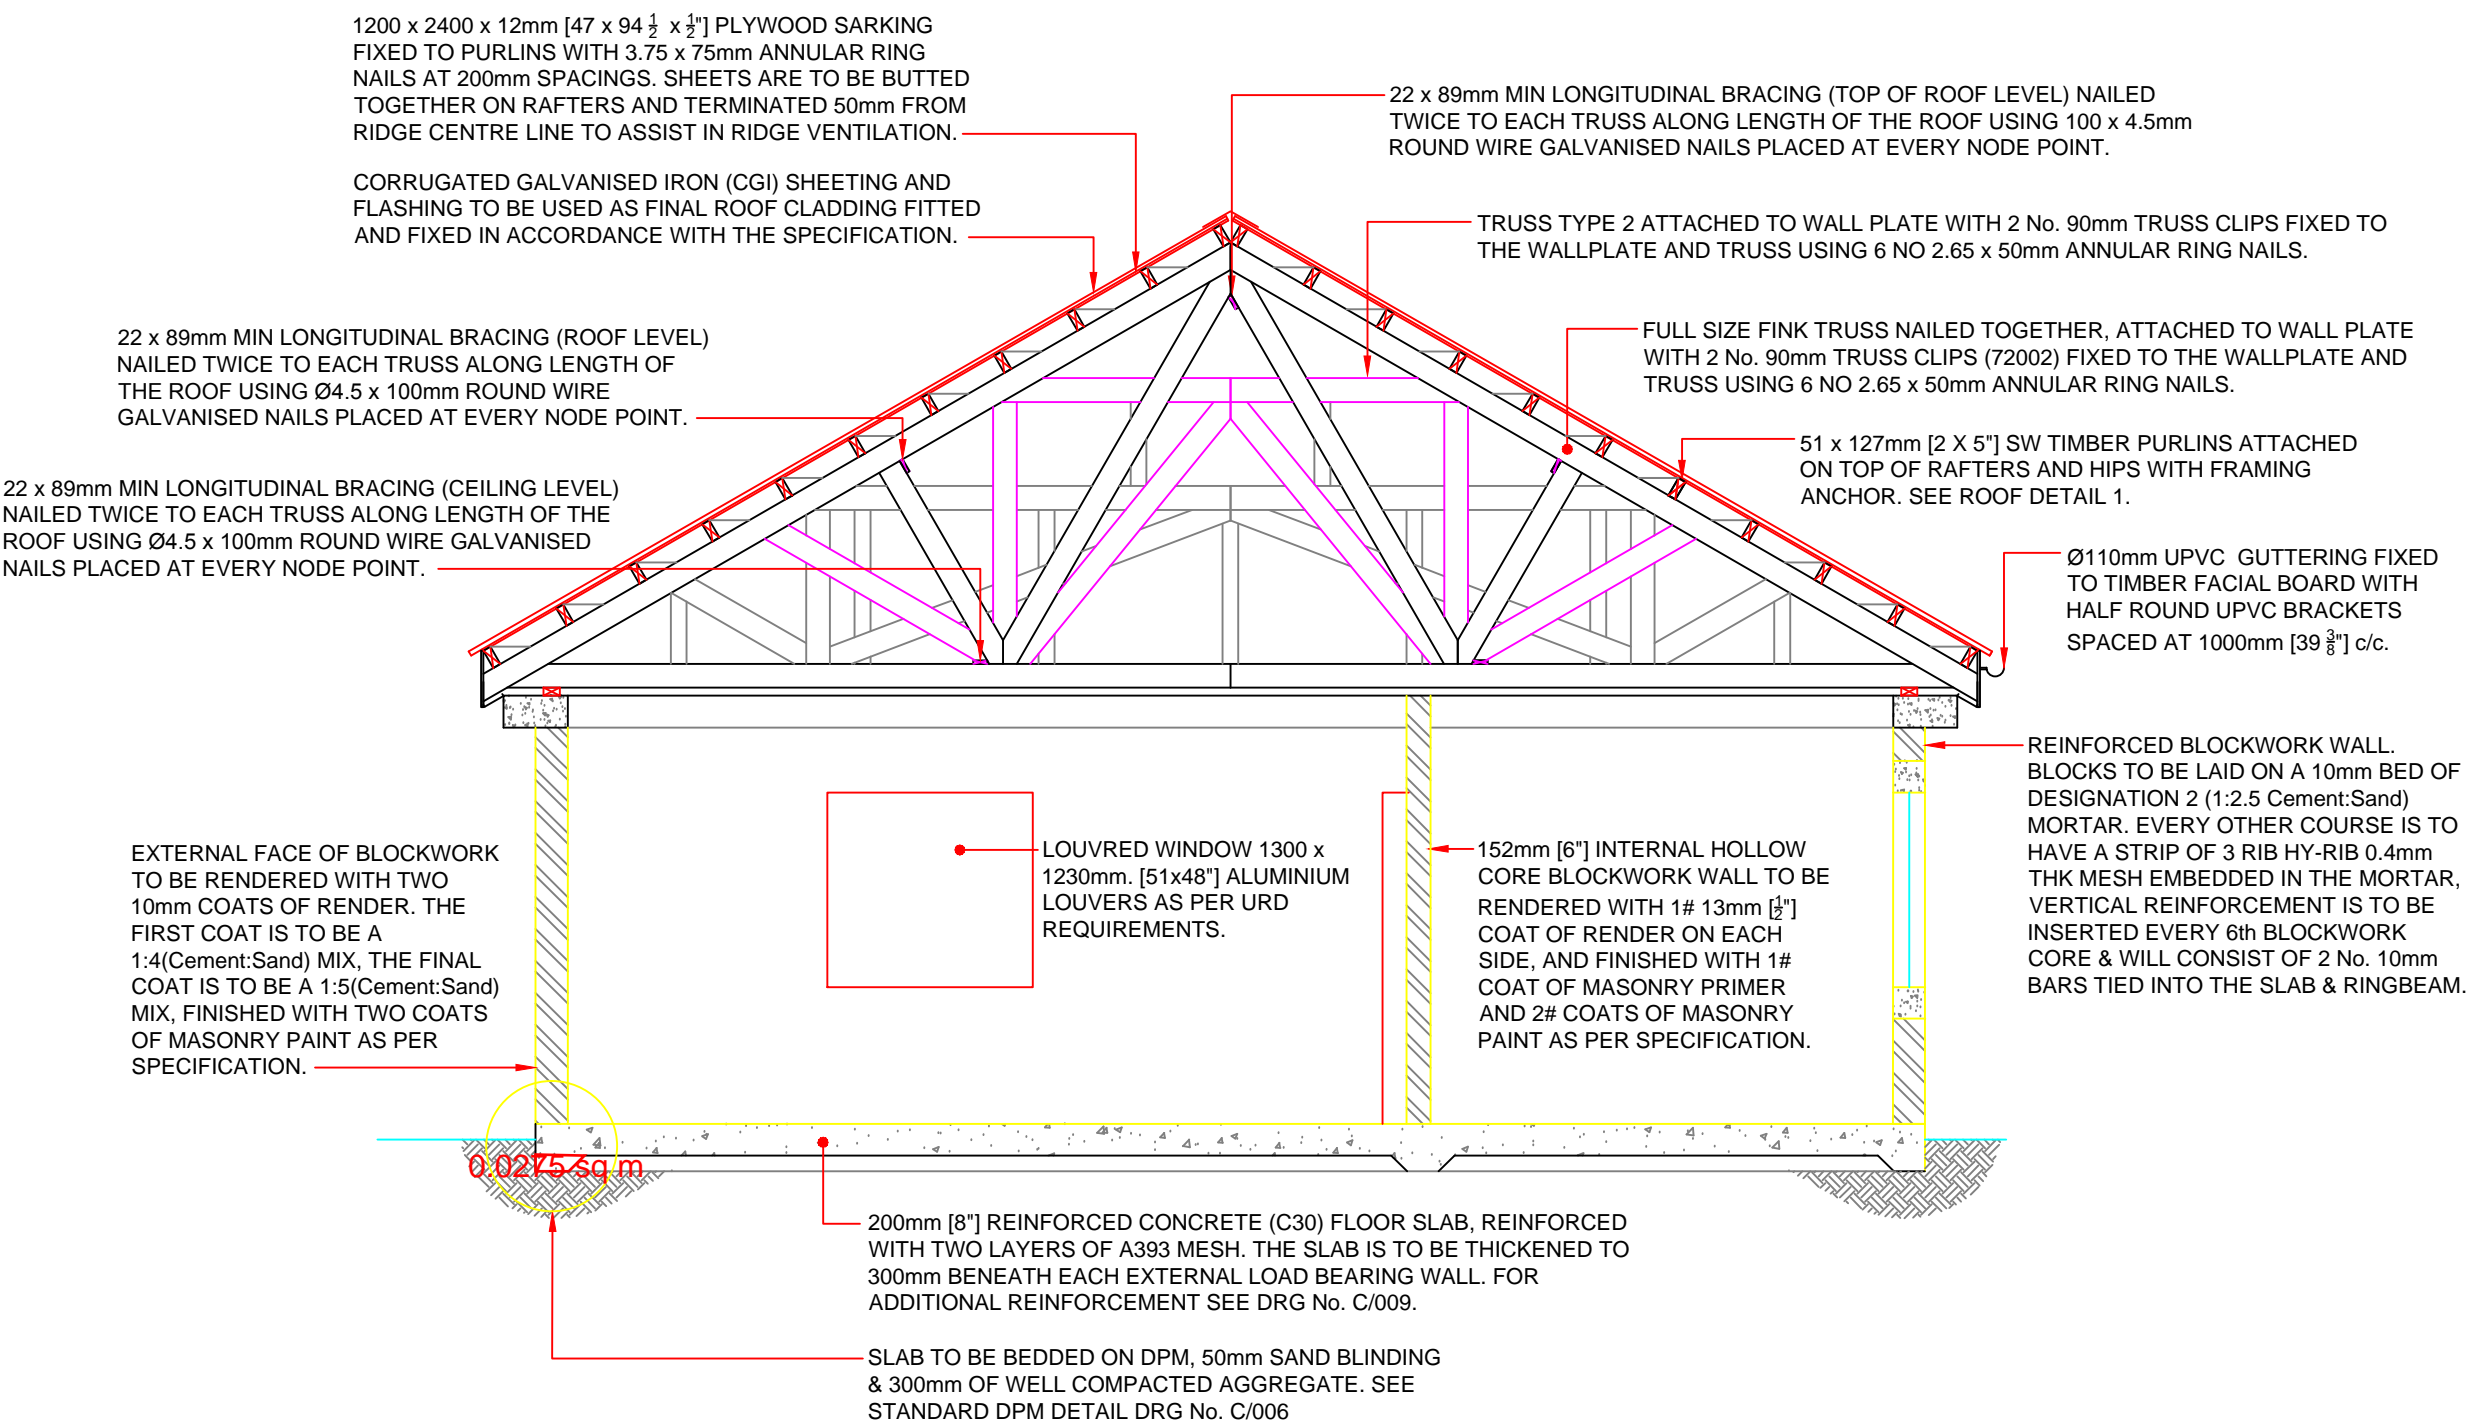 1200 x 2400 x 12mm [47 x 94 1/2 x 1/2"] PLYWOOD SARKING
FIXED TO PURLINS WITH 3.75 x 75mm ANNULAR RING
NAILS AT 200mm SPACINGS. SHEETS ARE TO BE BUTTED
TOGETHER ON RAFTERS AND TERMINATED 50mm FROM
RIDGE CENTRE LINE TO ASSIST IN RIDGE VENTILATION.
CORRUGATED GALVANISED IRON (CGI) SHEETING AND
FLASHING TO BE USED AS FINAL ROOF CLADDING FITTED
AND FIXED IN ACCORDANCE WITH THE SPECIFICATION.
22 x 89mm MIN LONGITUDINAL BRACING (ROOF LEVEL)
NAILED TWICE TO EACH TRUSS ALONG LENGTH OF
THE ROOF USING Ø4.5 x 100mm ROUND WIRE
GALVANISED NAILS PLACED AT EVERY NODE POINT.
22 x 89mm MIN LONGITUDINAL BRACING (CEILING LEVEL)
NAILED TWICE TO EACH TRUSS ALONG LENGTH OF THE
ROOF USING Ø4.5 x 100mm ROUND WIRE GALVANISED
NAILS PLACED AT EVERY NODE POINT.
22 x 89mm MIN LONGITUDINAL BRACING (TOP OF ROOF LEVEL) NAILED
TWICE TO EACH TRUSS ALONG LENGTH OF THE ROOF USING 100 x 4.5mm
ROUND WIRE GALVANISED NAILS PLACED AT EVERY NODE POINT.
TRUSS TYPE 2 ATTACHED TO WALL PLATE WITH 2 No. 90mm TRUSS CLIPS FIXED TO
THE WALLPLATE AND TRUSS USING 6 NO 2.65 x 50mm ANNULAR RING NAILS.
FULL SIZE FINK TRUSS NAILED TOGETHER, ATTACHED TO WALL PLATE
WITH 2 No. 90mm TRUSS CLIPS (72002) FIXED TO THE WALLPLATE AND
TRUSS USING 6 NO 2.65 x 50mm ANNULAR RING NAILS.
51 x 127mm [2 X 5"] SW TIMBER PURLINS ATTACHED
ON TOP OF RAFTERS AND HIPS WITH FRAMING
ANCHOR. SEE ROOF DETAIL 1.
Ø110mm UPVC GUTTERING FIXED
TO TIMBER FACIAL BOARD WITH
HALF ROUND UPVC BRACKETS
SPACED AT 1000mm [39 3/8"] c/c.
REINFORCED BLOCKWORK WALL.
BLOCKS TO BE LAID ON A 10mm BED OF
DESIGNATION 2 (1:2.5 Cement:Sand)
MORTAR. EVERY OTHER COURSE IS TO
HAVE A STRIP OF 3 RIB HY-RIB 0.4mm
THK MESH EMBEDDED IN THE MORTAR,
VERTICAL REINFORCEMENT IS TO BE
INSERTED EVERY 6th BLOCKWORK
CORE & WILL CONSIST OF 2 No. 10mm
BARS TIED INTO THE SLAB & RINGBEAM.
EXTERNAL FACE OF BLOCKWORK
TO BE RENDERED WITH TWO
10mm COATS OF RENDER. THE
FIRST COAT IS TO BE A
1:4(Cement:Sand) MIX, THE FINAL
COAT IS TO BE A 1:5(Cement:Sand)
MIX, FINISHED WITH TWO COATS
OF MASONRY PAINT AS PER
SPECIFICATION.
LOUVRED WINDOW 1300 x
1230mm. [51x48"] ALUMINIUM
LOUVERS AS PER URD
REQUIREMENTS.
152mm [6"] INTERNAL HOLLOW
CORE BLOCKWORK WALL TO BE
RENDERED WITH 1# 13mm [1/2"]
COAT OF RENDER ON EACH
SIDE, AND FINISHED WITH 1#
COAT OF MASONRY PRIMER
AND 2# COATS OF MASONRY
PAINT AS PER SPECIFICATION.
0.0275/sq m
200mm [8"] REINFORCED CONCRETE (C30) FLOOR SLAB, REINFORCED
WITH TWO LAYERS OF A393 MESH. THE SLAB IS TO BE THICKENED TO
300mm BENEATH EACH EXTERNAL LOAD BEARING WALL. FOR
ADDITIONAL REINFORCEMENT SEE DRG No. C/009.
SLAB TO BE BEDDED ON DPM, 50mm SAND BLINDING
& 300mm OF WELL COMPACTED AGGREGATE. SEE
STANDARD DPM DETAIL DRG No. C/006